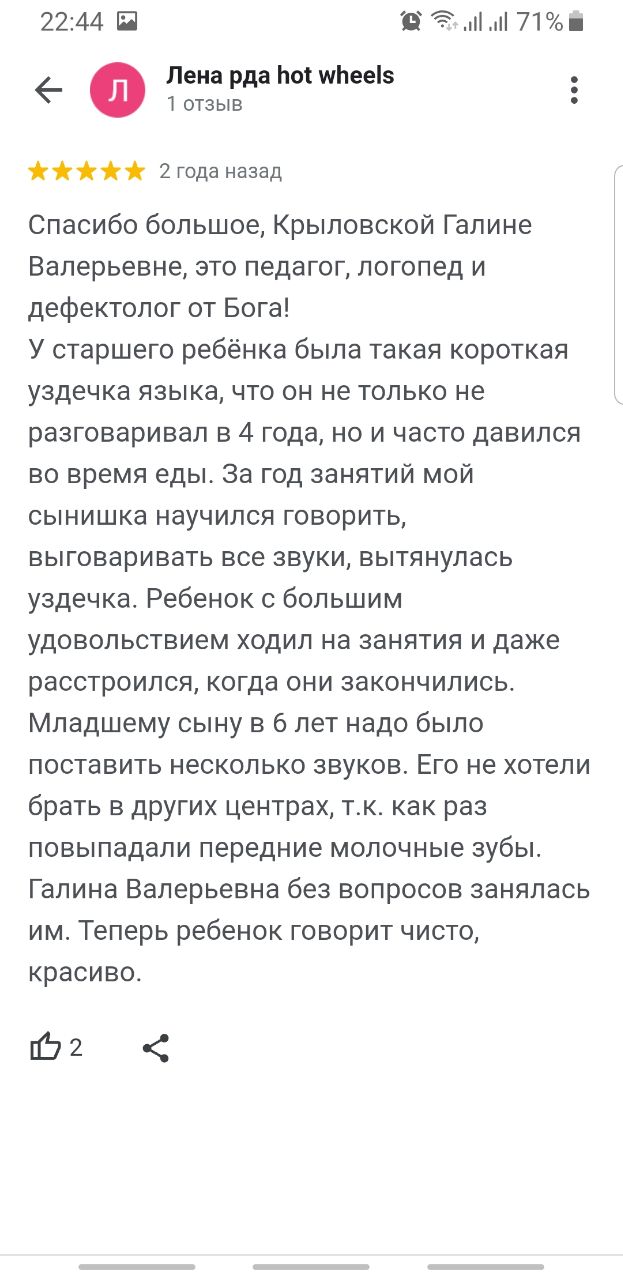 22:44
71%
Л
Лена рда hot wheels
1 отзыв
2 года назад
Спасибо большое, Крыловской Галине
Валерьевне, это педагог, логопед и
дефектолог от Бога!
У старшего ребёнка была такая короткая
уздечка языка, что он не только не
разговаривал в 4 года, но и часто давился
во время еды. За год занятий мой
сынишка научился говорить,
выговаривать все звуки, вытянулась
уздечка. Ребенок с большим
удовольствием ходил на занятия и даже
расстроился, когда они закончились.
Младшему сыну в 6 лет надо было
поставить несколько звуков. Его не хотели
брать в других центрах, т.к. как раз
повыпадали передние молочные зубы.
Галина Валерьевна без вопросов занялась
им. Теперь ребенок говорит чисто,
красиво.
2